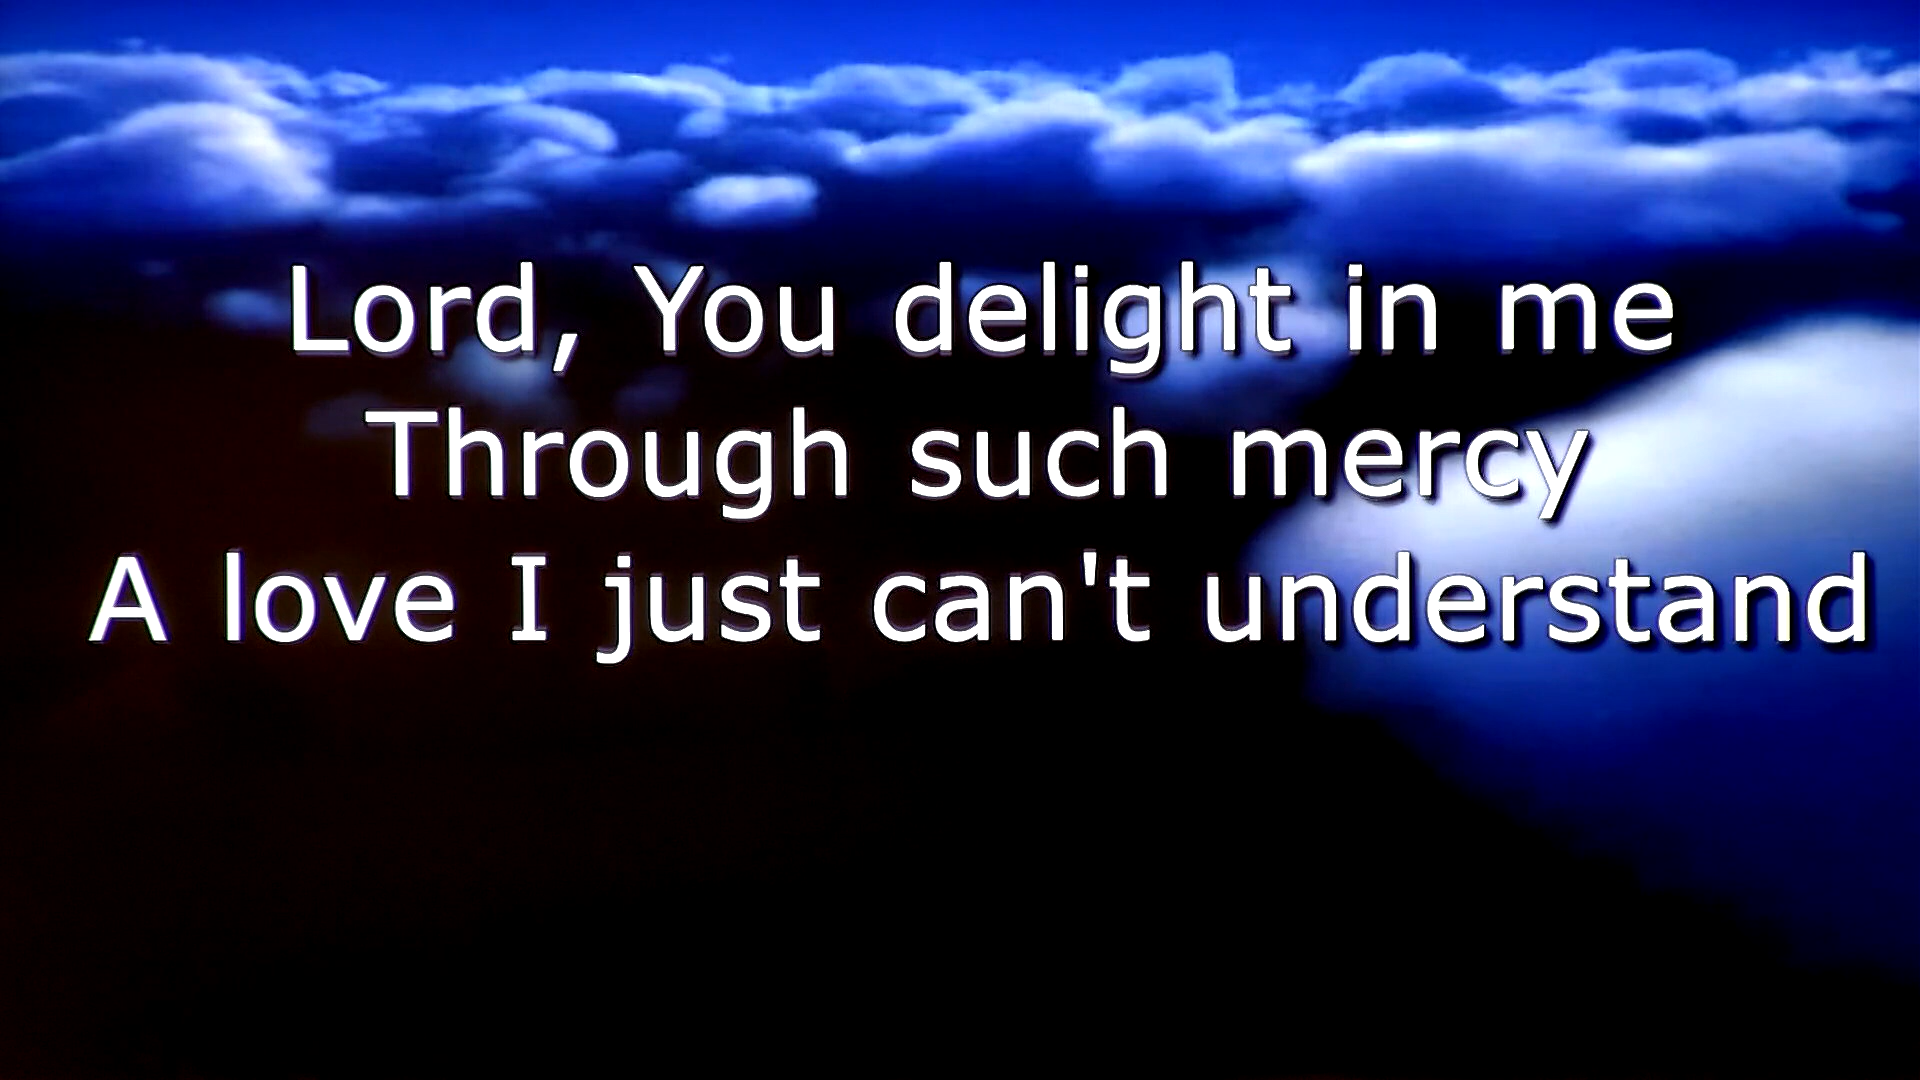 Lord, You delight in me
Through such mercy
A love I just can't understand